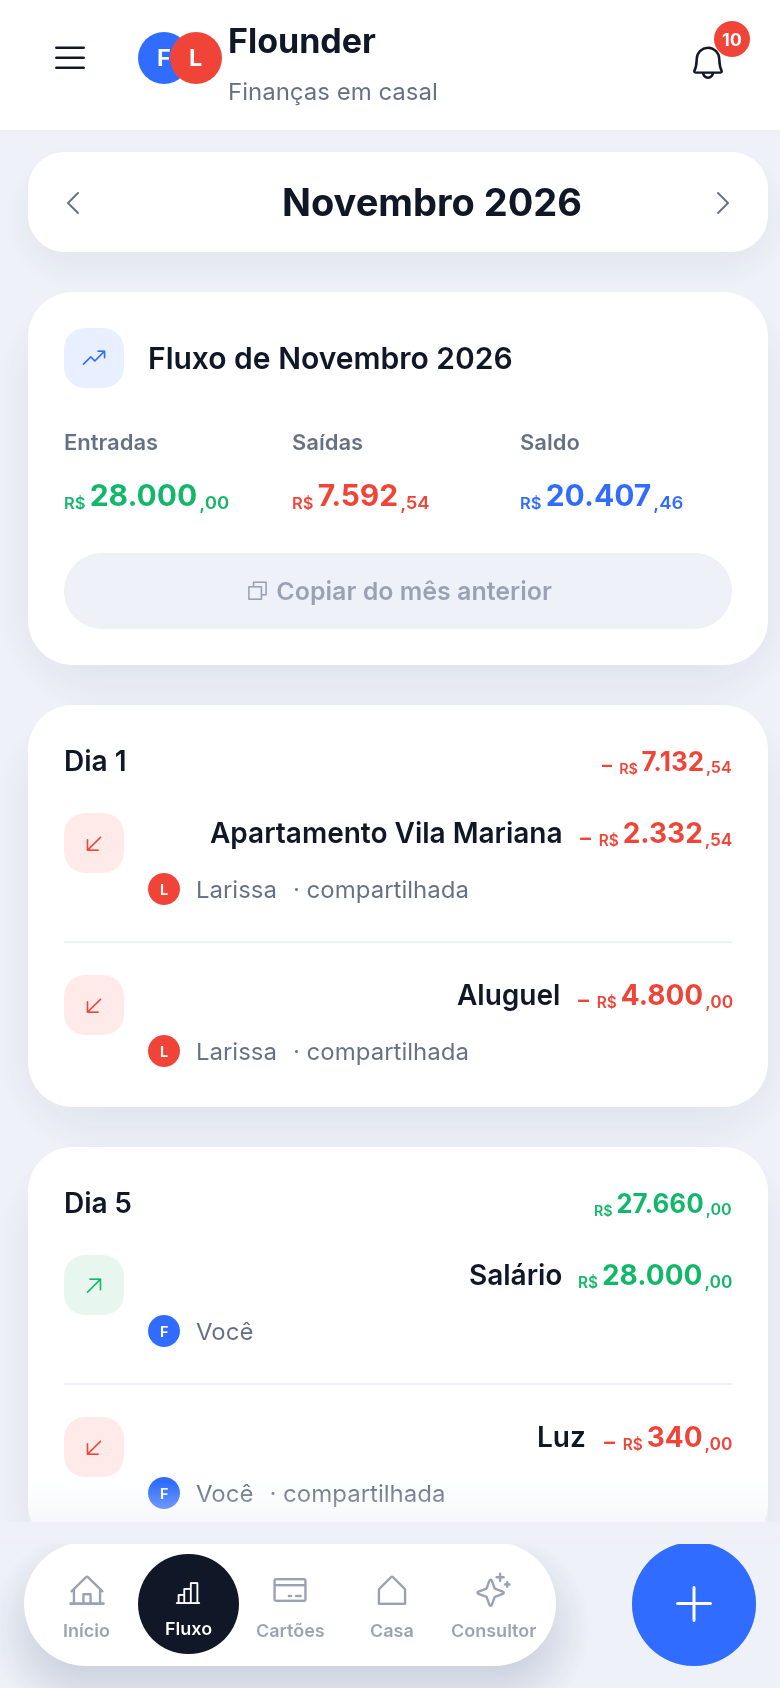 F L Flounder 10
Finanças em casal
Novembro 2026
Fluxo de Novembro 2026
Entradas Saídas Saldo
R$ 28.000,00 R$ 7.592,54 R$ 20.407,46
Copiar do mês anterior
Dia 1 – R$ 7.132,54
Apartamento Vila Mariana – R$ 2.332,54
L Larissa · compartilhada
Aluguel – R$ 4.800,00
L Larissa · compartilhada
Dia 5 R$ 27.660,00
Salário R$ 28.000,00
F Você
Luz – R$ 340,00
F Você · compartilhada
Início Fluxo Cartões Casa Consultor